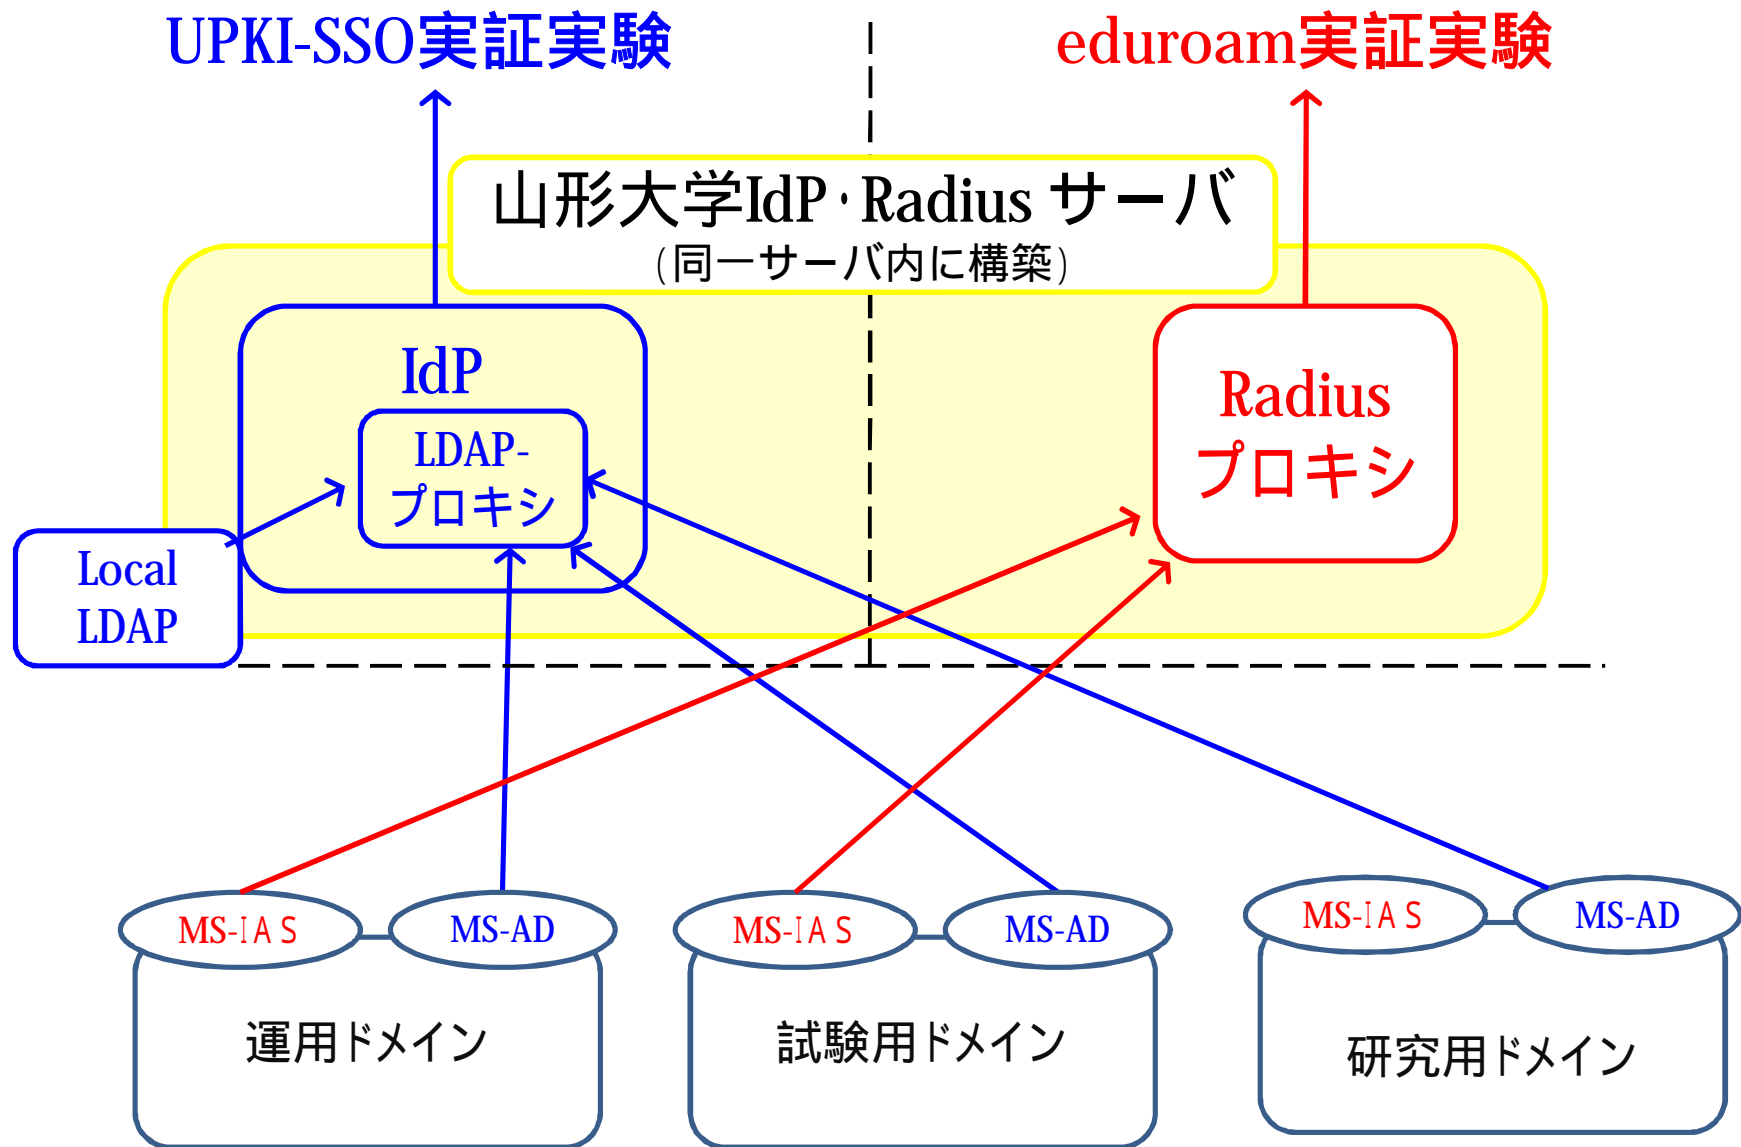 UPKI-SSO実証実験
eduroam実証実験
山形大学IdP・Radius サーバ
(同一サーバ内に構築)
IdP
LDAP-
プロキシ
Radius
プロキシ
Local
LDAP
MS-IAS
MS-AD
MS-IAS
MS-AD
MS-IAS
MS-AD
運用ドメイン
試験用ドメイン
研究用ドメイン